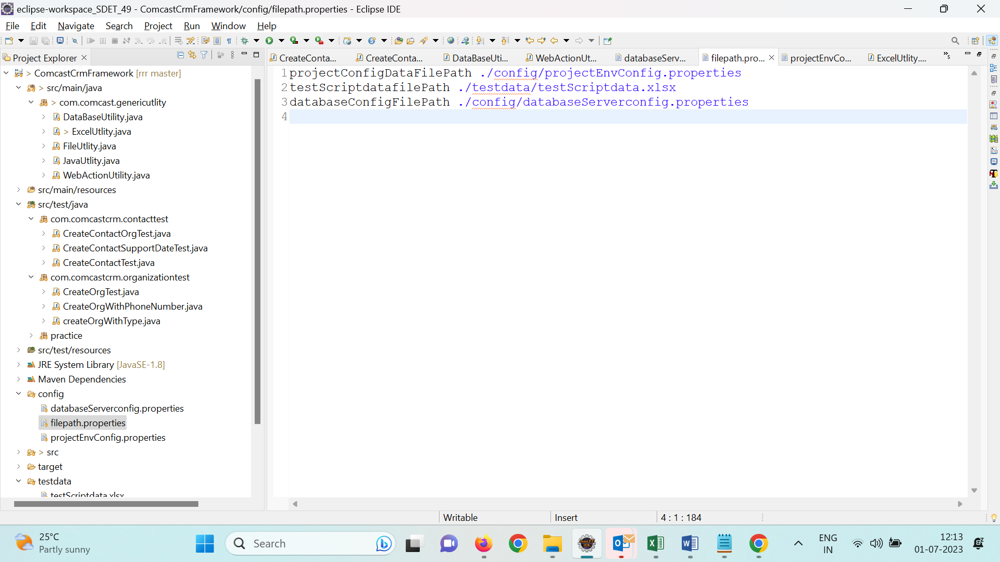 eclipse-workspace_SDET_49 - ComcastCrmFramework/config/filepath.properties - Eclipse IDE
File Edit Navigate Search Project Run Window Help
Project Explorer
CreateConta... CreateConta... DataBaseUti... WebActionUt... databaseServ... filepath.pro... projectEnvCo... ExcelUtlity.... »5
> ComcastCrmFramework [rrr master]
> src/main/java
> com.comcast.genericutlity
DataBaseUtility.java
> ExcelUtlity.java
FileUtlity.java
JavaUtlity.java
WebActionUtility.java
src/main/resources
src/test/java
com.comcastcrm.contacttest
CreateContactOrgTest.java
CreateContactSupportDateTest.java
CreateContactTest.java
com.comcastcrm.organizationtest
CreateOrgTest.java
CreateOrgWithPhoneNumber.java
createOrgWithType.java
practice
src/test/resources
JRE System Library [JavaSE-1.8]
Maven Dependencies
config
databaseServerconfig.properties
filepath.properties
projectEnvConfig.properties
> src
target
testdata
testScriptdata.xlsx
1 projectConfigDataFilePath ./config/projectEnvConfig.properties
2 testScriptdatafilePath ./testdata/testScriptdata.xlsx
3 databaseConfigFilePath ./config/databaseServerconfig.properties
4
Writable Insert 4 : 1 : 184
25°C
Partly sunny
Search
ENG
IN
12:13
01-07-2023